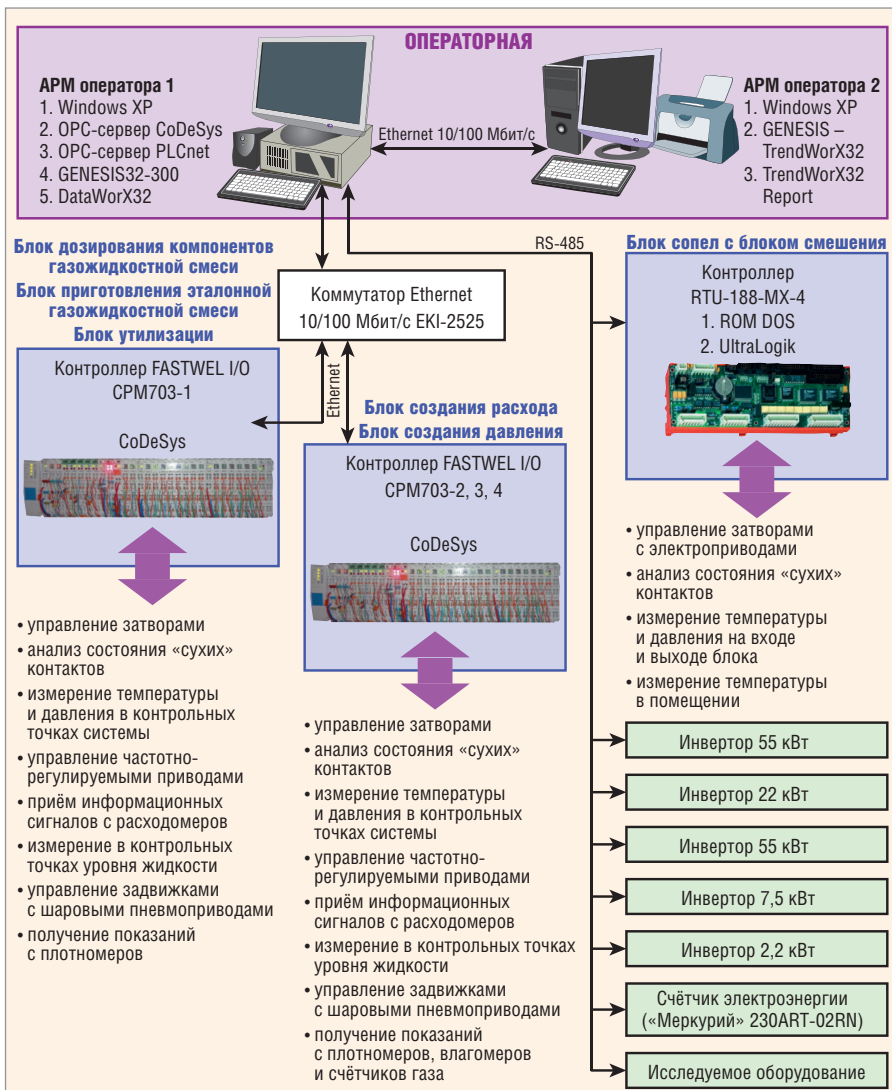 ОПЕРАТОРНАЯ
АРМ оператора 1
1. Windows XP
2. OPC-сервер CoDeSys
3. OPC-сервер PLCnet
4. GENESIS32-300
5. DataWorX32
Ethernet 10/100 Мбит/с
АРМ оператора 2
1. Windows XP
2. GENESIS –
TrendWorX32
3. TrendWorX32
Report
Блок дозирования компонентов
газожидкостной смеси
Блок приготовления эталонной
газожидкостной смеси
Блок утилизации
Контроллер FASTWEL I/O
CPM703-1
CoDeSys
• управление затворами
• анализ состояния «сухих»
контактов
• измерение температуры
и давления в контрольных
точках системы
• управление частотно-
регулируемыми приводами
• приём информационных
сигналов с расходомеров
• измерение в контрольных
точках уровня жидкости
• управление задвижками
с шаровыми пневмоприводами
• получение показаний
с плотномеров
Коммутатор Ethernet
10/100 Мбит/с EKI-2525
Ethernet
Блок создания расхода
Блок создания давления
Контроллер FASTWEL I/O
CPM703-2, 3, 4
CoDeSys
• управление затворами
• анализ состояния «сухих»
контактов
• измерение температуры
и давления в контрольных
точках системы
• управление частотно-
регулируемыми приводами
• приём информационных
сигналов с расходомеров
• измерение в контрольных точках
уровня жидкости
• управление задвижками
с шаровыми пневмоприводами
• получение показаний
с плотномеров, влагомеров
и счётчиков газа
RS-485
Блок сопел с блоком смешения
Контроллер
RTU-188-MX-4
1. ROM DOS
2. UltraLogik
• управление затворами
с электроприводами
• анализ состояния «сухих»
контактов
• измерение температуры
и давления на входе
и выходе блока
• измерение температуры
в помещении
Инвертор 55 кВт
Инвертор 22 кВт
Инвертор 55 кВт
Инвертор 7,5 кВт
Инвертор 2,2 кВт
Счётчик электроэнергии
(«Меркурий» 230ART-02RN)
Исследуемое оборудование